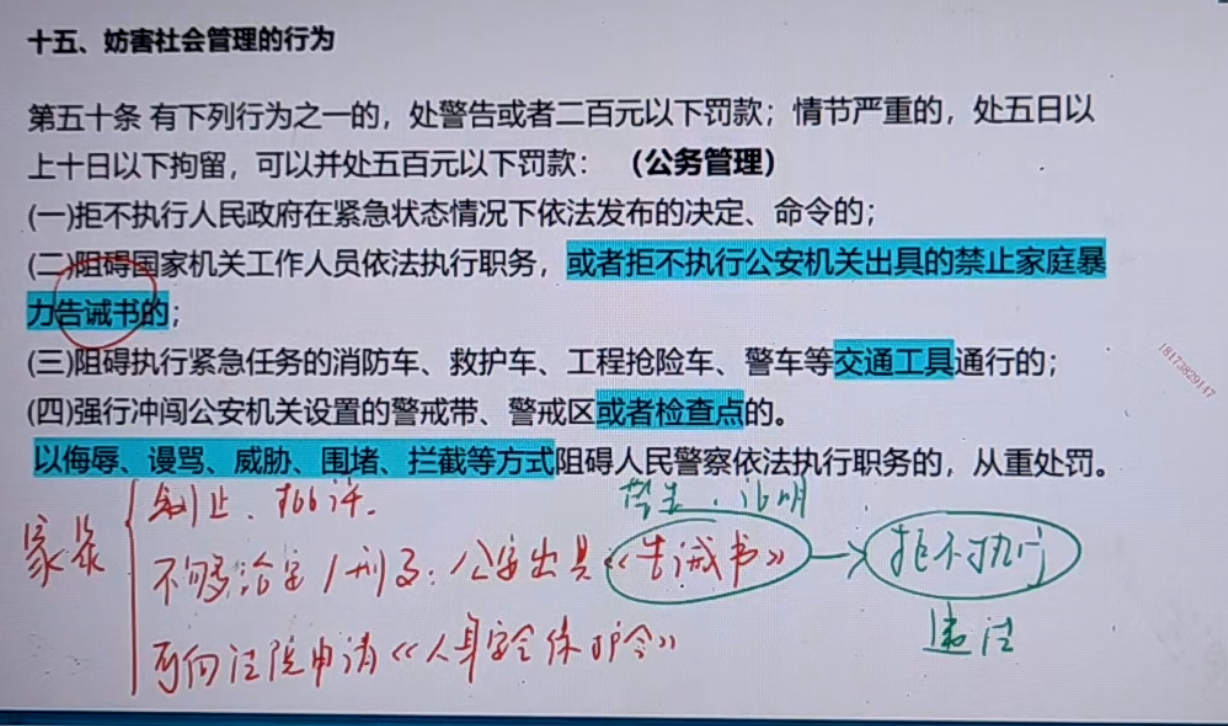 十五、妨害社会管理的行为
第五十条 有下列行为之一的，处警告或者二百元以下罚款；情节严重的，处五日以
上十日以下拘留，可以并处五百元以下罚款：（公务管理）
(一)拒不执行人民政府在紧急状态情况下依法发布的决定、命令的；
(二)阻碍国家机关工作人员依法执行职务，或者拒不执行公安机关出具的禁止家庭暴
力告诫书的；
(三)阻碍执行紧急任务的消防车、救护车、工程抢险车、警车等交通工具通行的；
(四)强行冲闯公安机关设置的警戒带、警戒区或者检查点的。
以侮辱、谩骂、威胁、围堵、拦截等方式阻碍人民警察依法执行职务的，从重处罚。
制止、批评.
警告.证明
家暴
不够治安/刑事：公安出具《告诫书》→拒不执行
可向法院申请《人身安全保护令》
违法
18173829147